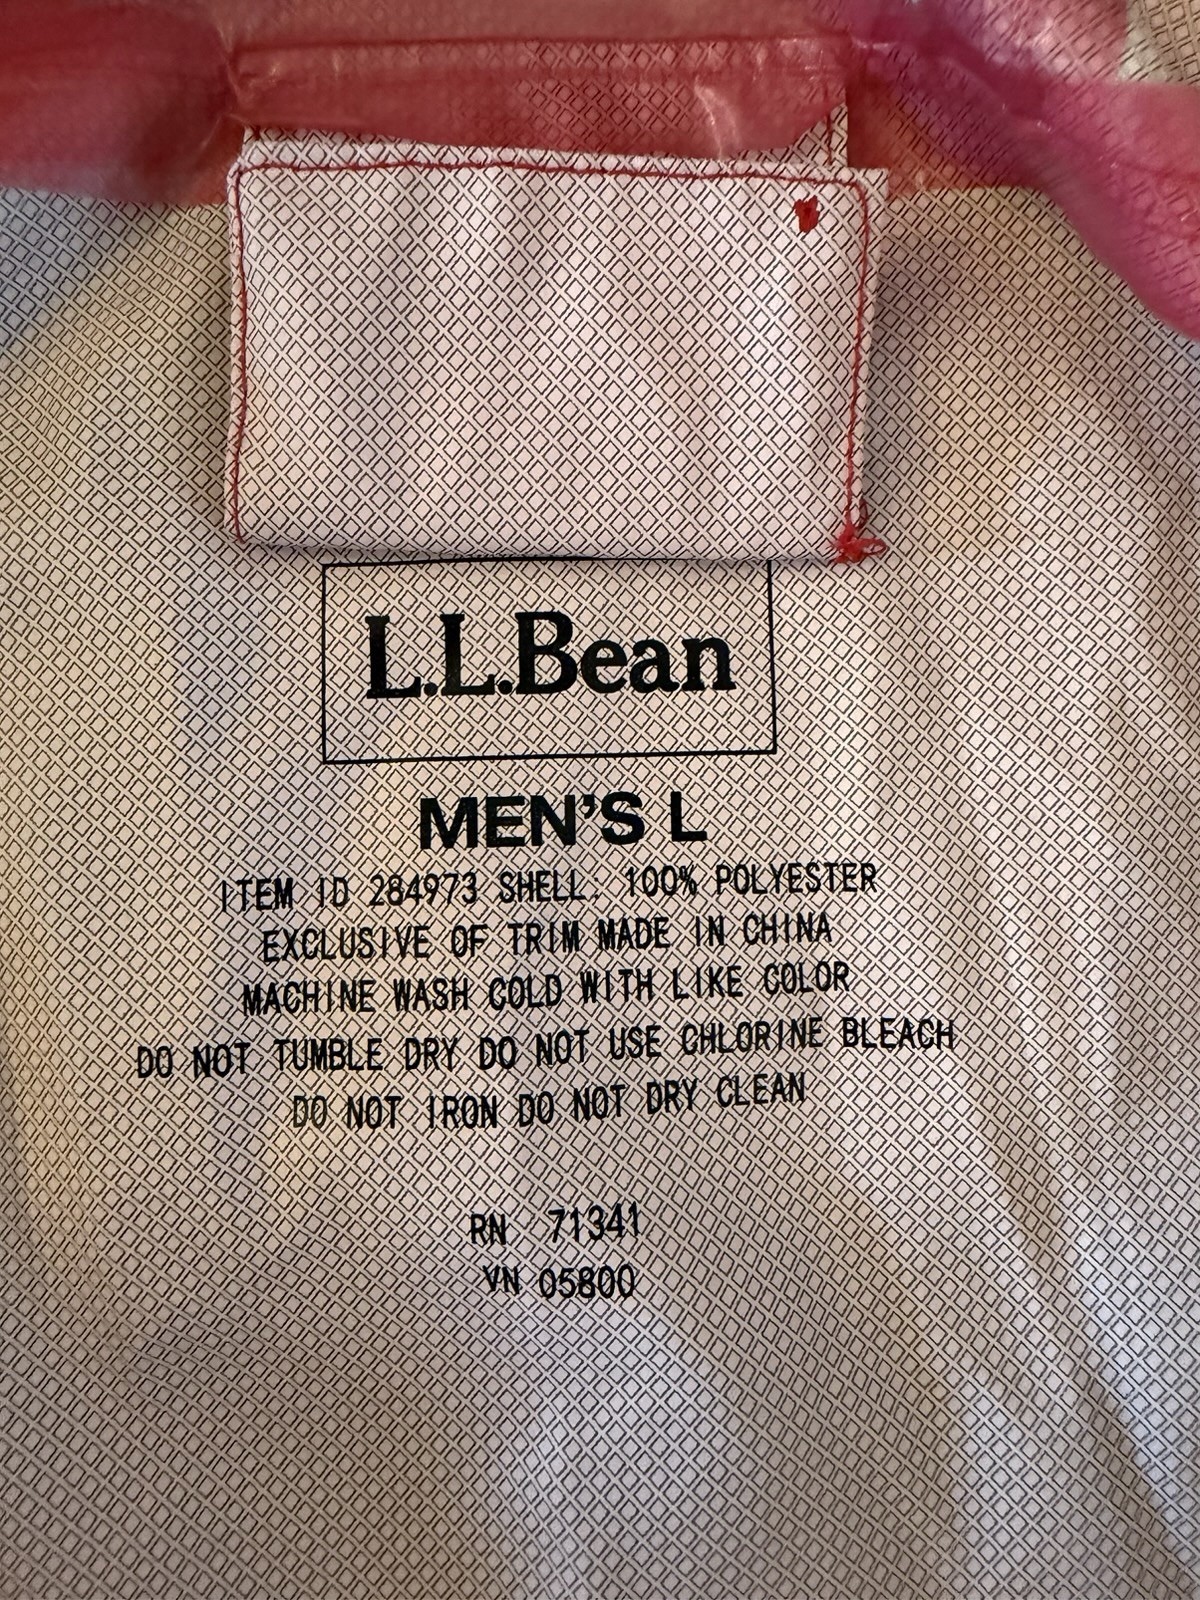 L.L.Bean
MEN'S L
ITEM ID 284973 SHELL: 100% POLYESTER
EXCLUSIVE OF TRIM MADE IN CHINA
MACHINE WASH COLD WITH LIKE COLOR
DO NOT TUMBLE DRY DO NOT USE CHLORINE BLEACH
DO NOT IRON DO NOT DRY CLEAN
RN 71341
VN 05800